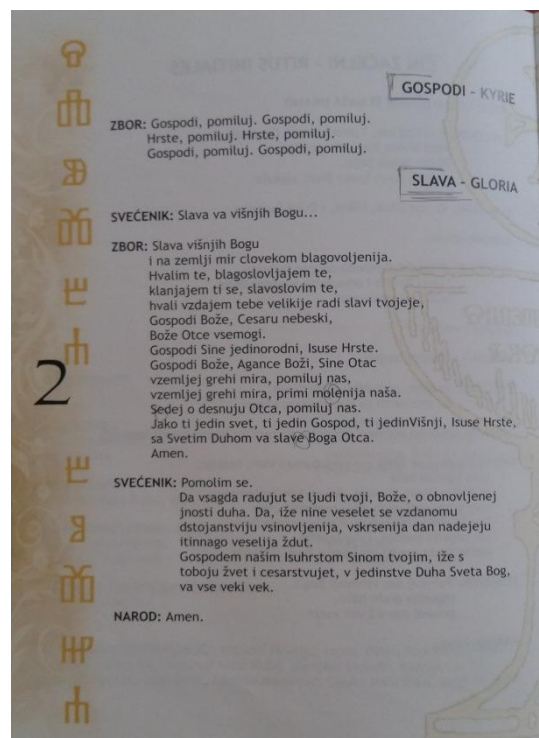 GOSPODI - KYRIE
ZBOR: Gospodi, pomiluj. Gospodi, pomiluj.
Hrste, pomiluj. Hrste, pomiluj.
Gospodi, pomiluj. Gospodi, pomiluj.
SLAVA - GLORIA
SVEĆENIK: Slava va višnjih Bogu...
ZBOR: Slava višnjih Bogu
i na zemlji mir clovekom blagovoljenija.
Hvalim te, blagoslovljajem te,
klanjajem ti se, slavoslovim te,
hvali vzdajem tebe velikije radi slavi tvojeje,
Gospodi Bože, Cesaru nebeski,
Bože Otce vsemogi.
Gospodi Sine jedinorodni, Isuse Hrste.
Gospodi Bože, Agance Boži, Sine Otac
vzemljej grehi mira, pomiluj nas,
vzemljej grehi mira, primi molenija naša.
Sedej o desnuju Otca, pomiluj nas.
Jako ti jedin svet, ti jedin Gospod, ti jedinVišnji, Isuse Hrste,
sa Svetim Duhom va slave Boga Otca.
Amen.
2
SVEĆENIK: Pomolim se.
Da vsagda radujut se ljudi tvoji, Bože, o obnovljenej
jnosti duha. Da, iže nine veselet se vzdanomu
dstojanstviju vsinovljenija, vskrsenija dan nadejeju
itinnago veselija ždut.
Gospodem našim Isuhrstom Sinom tvojim, iže s
toboju žvet i cesarstvujet, v jedinstve Duha Sveta Bog,
va vse veki vek.
NAROD: Amen.